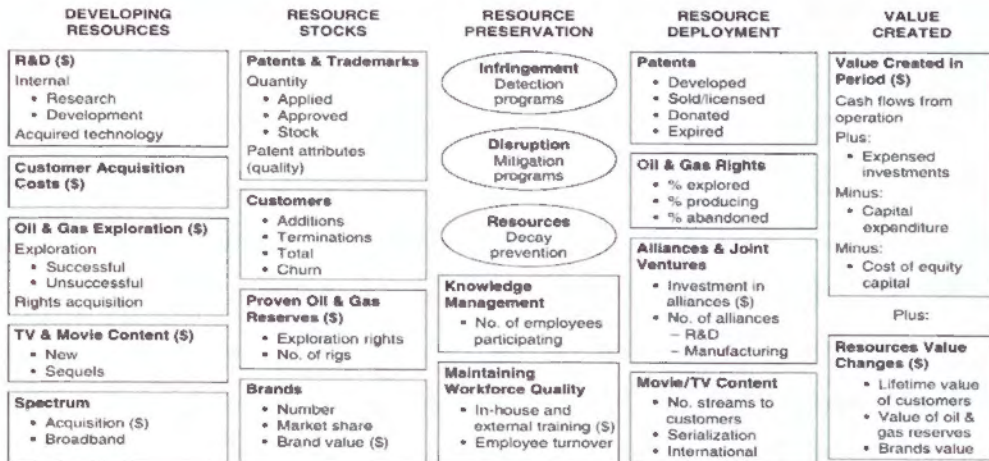 DEVELOPING
RESOURCES
R&D ($)
Internal
• Research
• Development
Acquired technology
Customer Acquisition
Costs ($)
Oil & Gas Exploration ($)
Exploration
• Successful
• Unsuccessful
Rights acquisition
TV & Movie Content ($)
• New
• Sequels
Spectrum
• Acquisition ($)
• Broadband
RESOURCE
STOCKS
Patents & Trademarks
Quantity
• Applied
• Approved
• Stock
Patent attributes
(quality)
Customers
• Additions
• Terminations
• Total
• Churn
Proven Oil & Gas
Reserves ($)
• Exploration rights
• No. of rigs
Brands
• Number
• Market share
• Brand value ($)
RESOURCE
PRESERVATION
Infringement
Detection
programs
Disruption
Mitigation
programs
Resources
Decay
prevention
Knowledge
Management
• No. of employees
participating
Maintaining
Workforce Quality
• In-house and
external training ($)
• Employee turnover
RESOURCE
DEPLOYMENT
Patents
• Developed
• Sold/licensed
• Donated
• Expired
Oil & Gas Rights
• % explored
• % producing
• % abandoned
Alliances & Joint
Ventures
• Investment in
alliances ($)
• No. of alliances
– R&D
– Manufacturing
Movie/TV Content
• No. streams to
customers
• Serialization
• International
VALUE
CREATED
Value Created in
Period ($)
Cash flows from
operation
Plus:
• Expensed
investments
Minus:
• Capital
expenditure
Minus:
• Cost of equity
capital
Plus:
Resources Value
Changes ($)
• Lifetime value
of customers
• Value of oil &
gas reserves
• Brands value